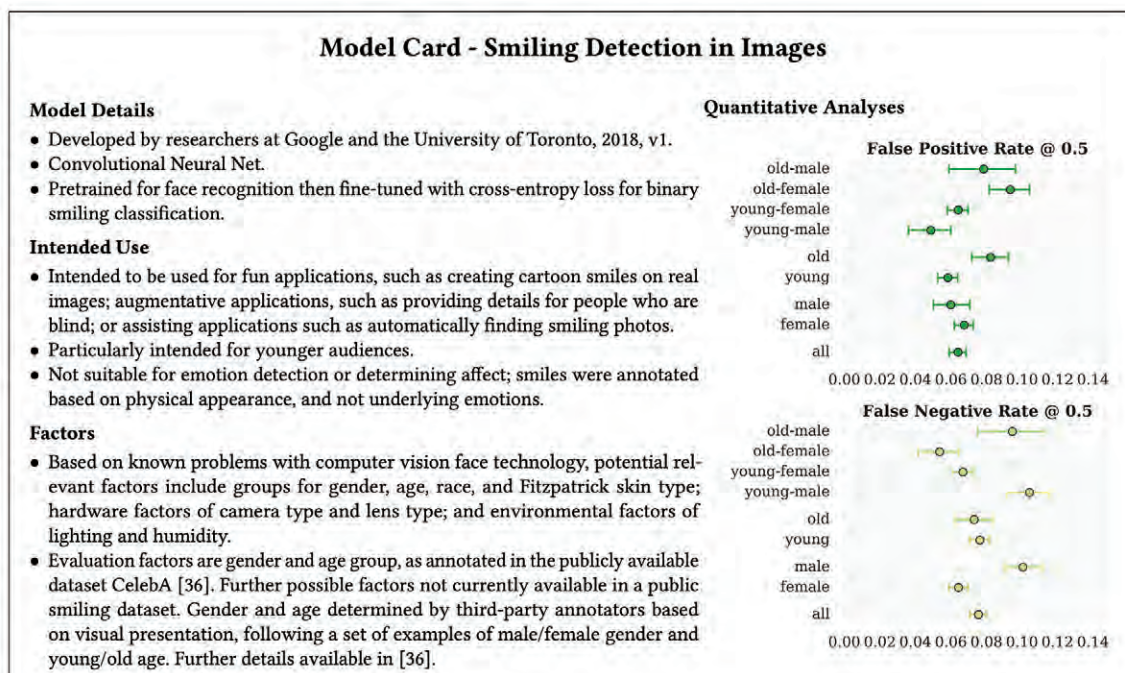 Model Card - Smiling Detection in Images
Model Details
• Developed by researchers at Google and the University of Toronto, 2018, v1.
• Convolutional Neural Net.
• Pretrained for face recognition then fine-tuned with cross-entropy loss for binary
smiling classification.
Intended Use
• Intended to be used for fun applications, such as creating cartoon smiles on real
images; augmentative applications, such as providing details for people who are
blind; or assisting applications such as automatically finding smiling photos.
• Particularly intended for younger audiences.
• Not suitable for emotion detection or determining affect; smiles were annotated
based on physical appearance, and not underlying emotions.
Factors
• Based on known problems with computer vision face technology, potential rel-
evant factors include groups for gender, age, race, and Fitzpatrick skin type;
hardware factors of camera type and lens type; and environmental factors of
lighting and humidity.
• Evaluation factors are gender and age group, as annotated in the publicly available
dataset CelebA [36]. Further possible factors not currently available in a public
smiling dataset. Gender and age determined by third-party annotators based
on visual presentation, following a set of examples of male/female gender and
young/old age. Further details available in [36].
Quantitative Analyses
False Positive Rate @ 0.5
old-male
old-female
young-female
young-male
old
young
male
female
all
0.00 0.02 0.04 0.06 0.08 0.10 0.12 0.14
False Negative Rate @ 0.5
old-male
old-female
young-female
young-male
old
young
male
female
all
0.00 0.02 0.04 0.06 0.08 0.10 0.12 0.14